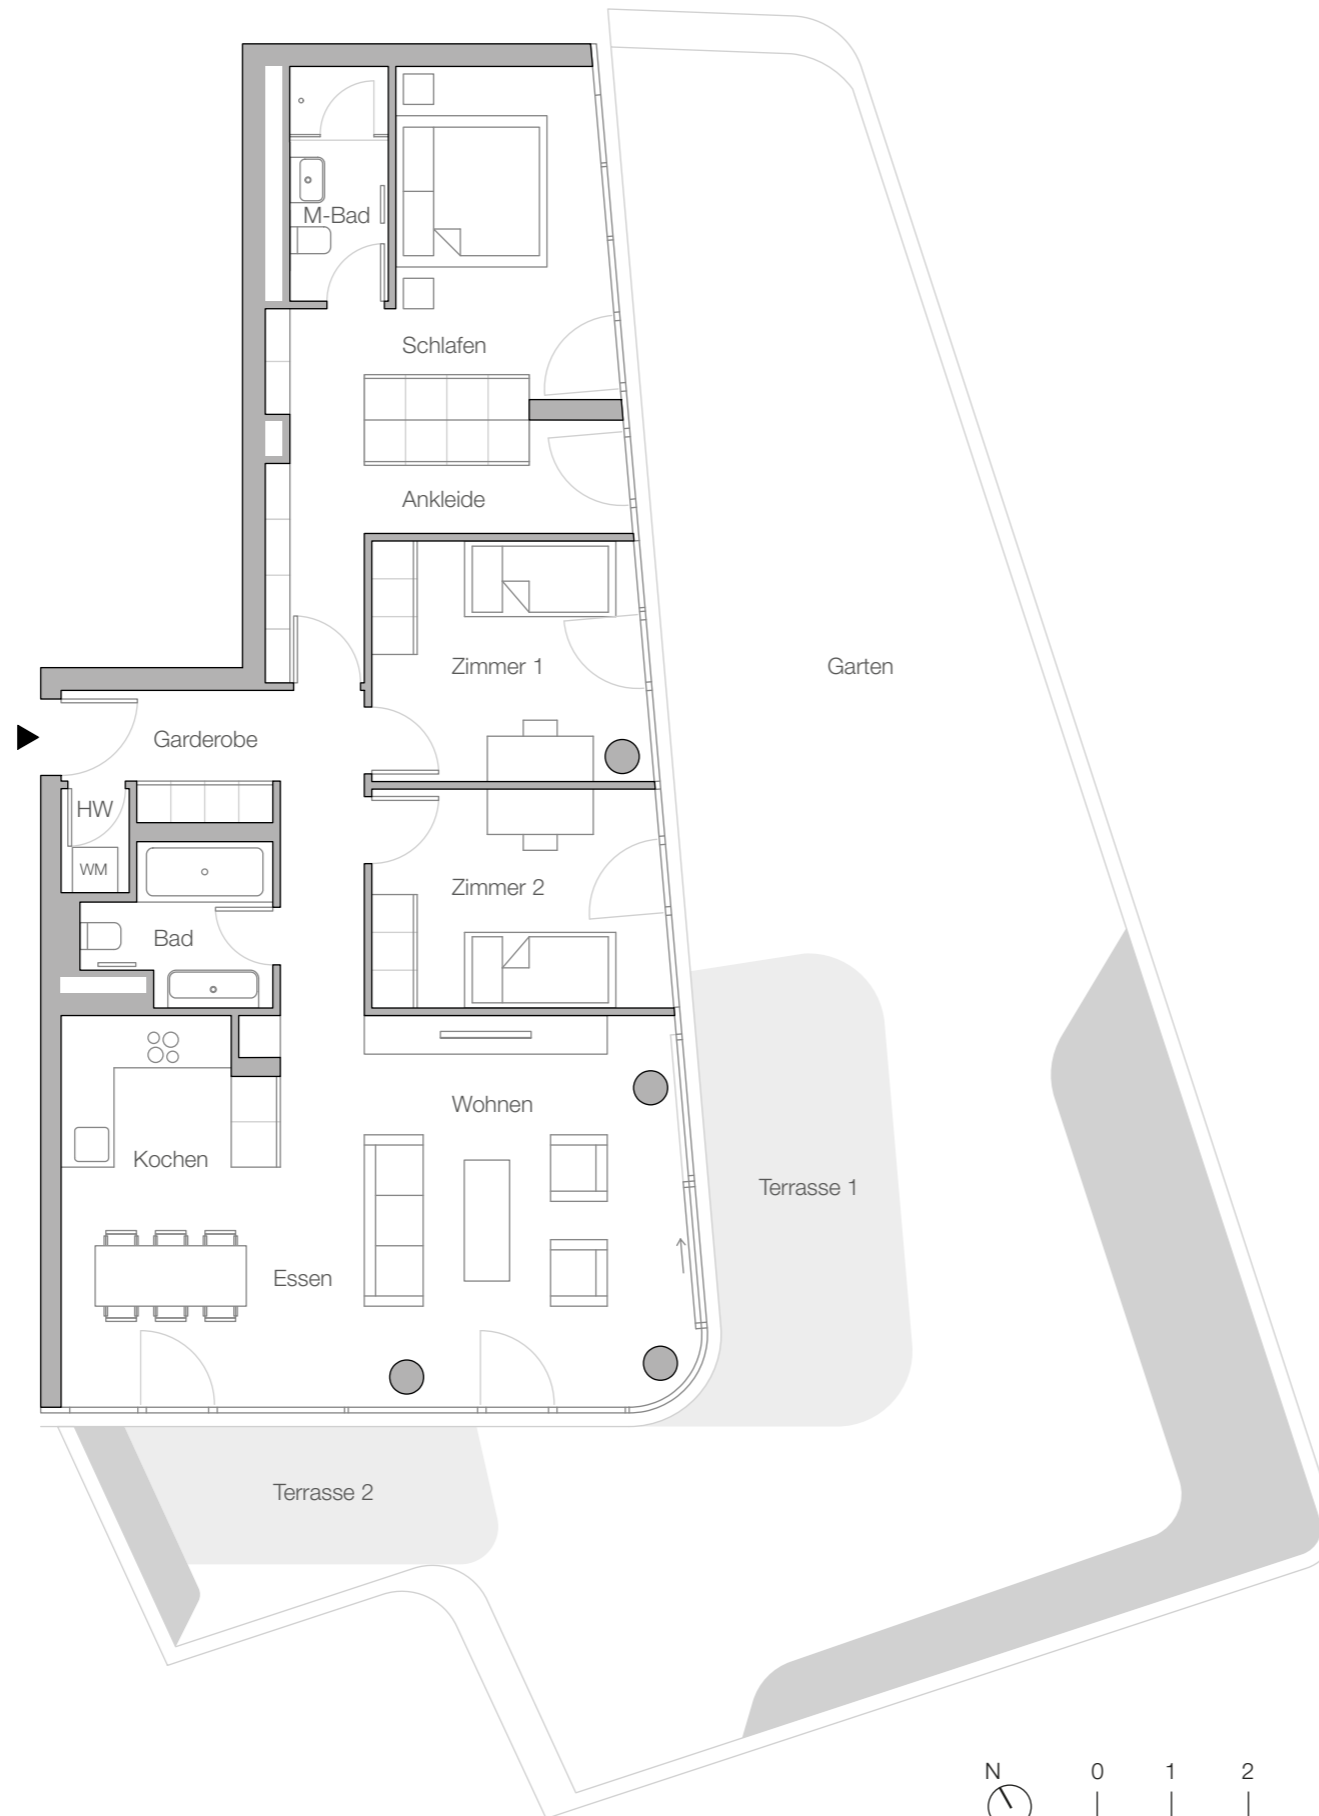 M-Bad
Schlafen
Ankleide
Zimmer 1
Garten
Garderobe
HW
WM
Zimmer 2
Bad
Wohnen
Kochen
Terrasse 1
Essen
Terrasse 2
N 0 1 2